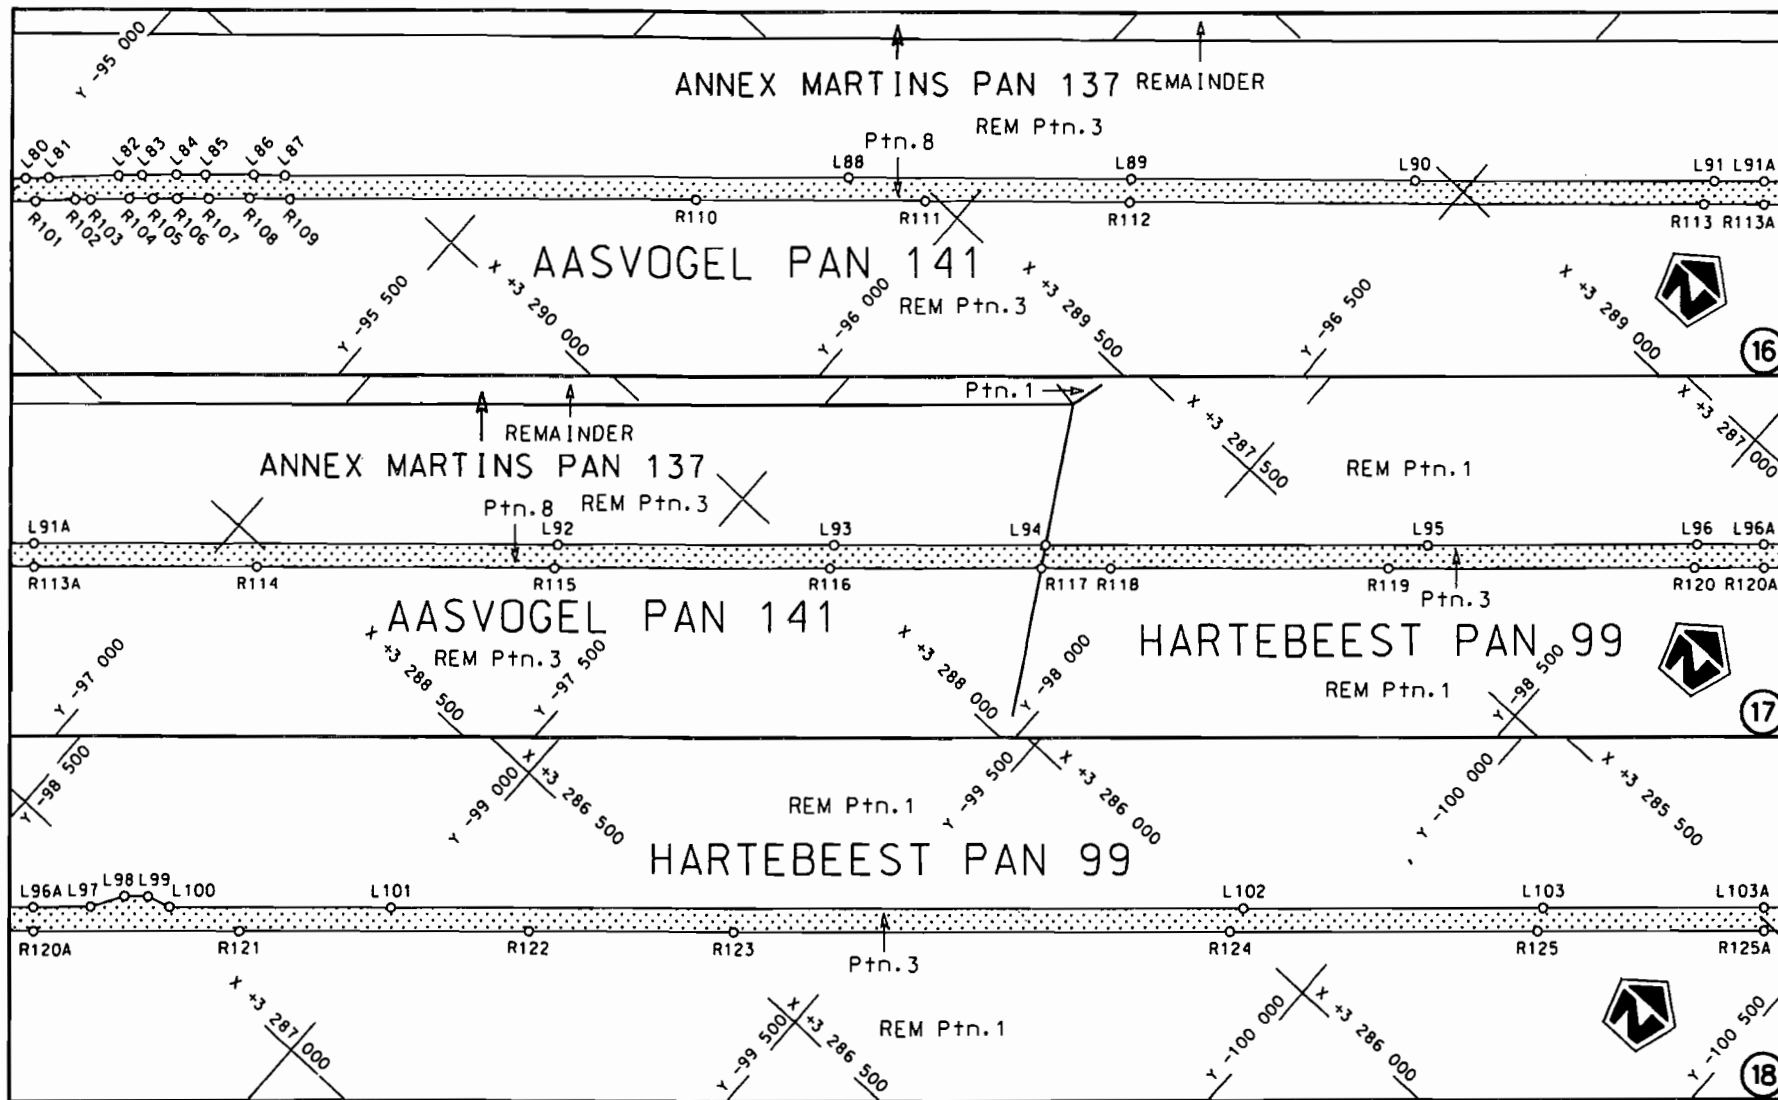 Y -95 000
ANNEX MARTINS PAN 137 REMAINDER
REM Ptn.3
Ptn.8
L80 L81 L82 L83 L84 L85 L86 L87 L88 L89 L90 L91 L91A
R101 R102 R103 R104 R105 R106 R107 R108 R109 R110 R111 R112 R113 R113A
AASVOGEL PAN 141
REM Ptn.3
Y -95 500
X +3 290 000
Y -96 000
X +3 289 500
Y -96 500
X +3 289 000
16
Ptn.1
REMAINDER
ANNEX MARTINS PAN 137
REM Ptn.3
Ptn.8
X +3 287 500
REM Ptn.1
X +3 287 000
L91A L92 L93 L94 L95 L96 L96A
R113A R114 R115 R116 R117 R118 R119 R120 R120A
Ptn.3
AASVOGEL PAN 141
REM Ptn.3
HARTEBEEST PAN 99
REM Ptn.1
Y -97 000
X +3 288 500
Y -97 500
X +3 288 000
Y -98 000
Y -98 500
17
Y -98 500
Y -99 000
X +3 286 500
REM Ptn.1
Y -99 500
X +3 286 000
Y -100 000
X +3 285 500
HARTEBEEST PAN 99
L96A L97 L98 L99 L100 L101 L102 L103 L103A
R120A R121 R122 R123 R124 R125 R125A
Ptn.3
X +3 287 000
Y -99 500
X +3 286 500
REM Ptn.1
Y -100 000
X +3 286 000
Y -100 500
18